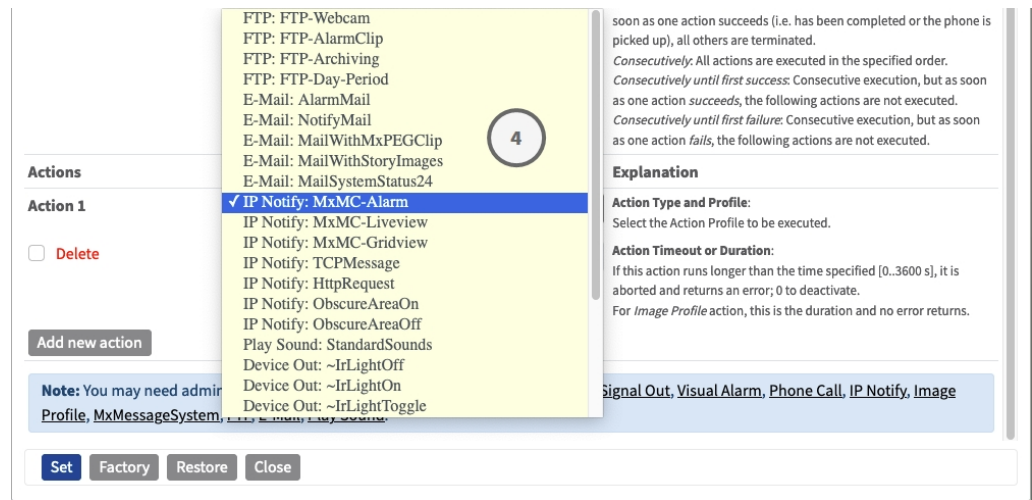 FTP: FTP-Webcam
FTP: FTP-AlarmClip
FTP: FTP-Archiving
FTP: FTP-Day-Period
E-Mail: AlarmMail
E-Mail: NotifyMail
E-Mail: MailWithMxPEGClip
E-Mail: MailWithStoryImages
E-Mail: MailSystemStatus24
✓ IP Notify: MxMC-Alarm
IP Notify: MxMC-Liveview
IP Notify: MxMC-Gridview
IP Notify: TCPMessage
IP Notify: HttpRequest
IP Notify: ObscureAreaOn
IP Notify: ObscureAreaOff
Play Sound: StandardSounds
Device Out: ~IrLightOff
Device Out: ~IrLightOn
Device Out: ~IrLightToggle
4
soon as one action succeeds (i.e. has been completed or the phone is
picked up), all others are terminated.
Consecutively: All actions are executed in the specified order.
Consecutively until first success: Consecutive execution, but as soon
as one action succeeds, the following actions are not executed.
Consecutively until first failure: Consecutive execution, but as soon
as one action fails, the following actions are not executed.
Actions
Explanation
Action 1
Delete
Action Type and Profile:
Select the Action Profile to be executed.
Action Timeout or Duration:
If this action runs longer than the time specified [0..3600 s], it is
aborted and returns an error; 0 to deactivate.
For Image Profile action, this is the duration and no error returns.
Add new action
Note: You may need Signal Out, Visual Alarm, Phone Call, IP Notify, Image
Profile, MxMessageSystem,
Set Factory Restore Close